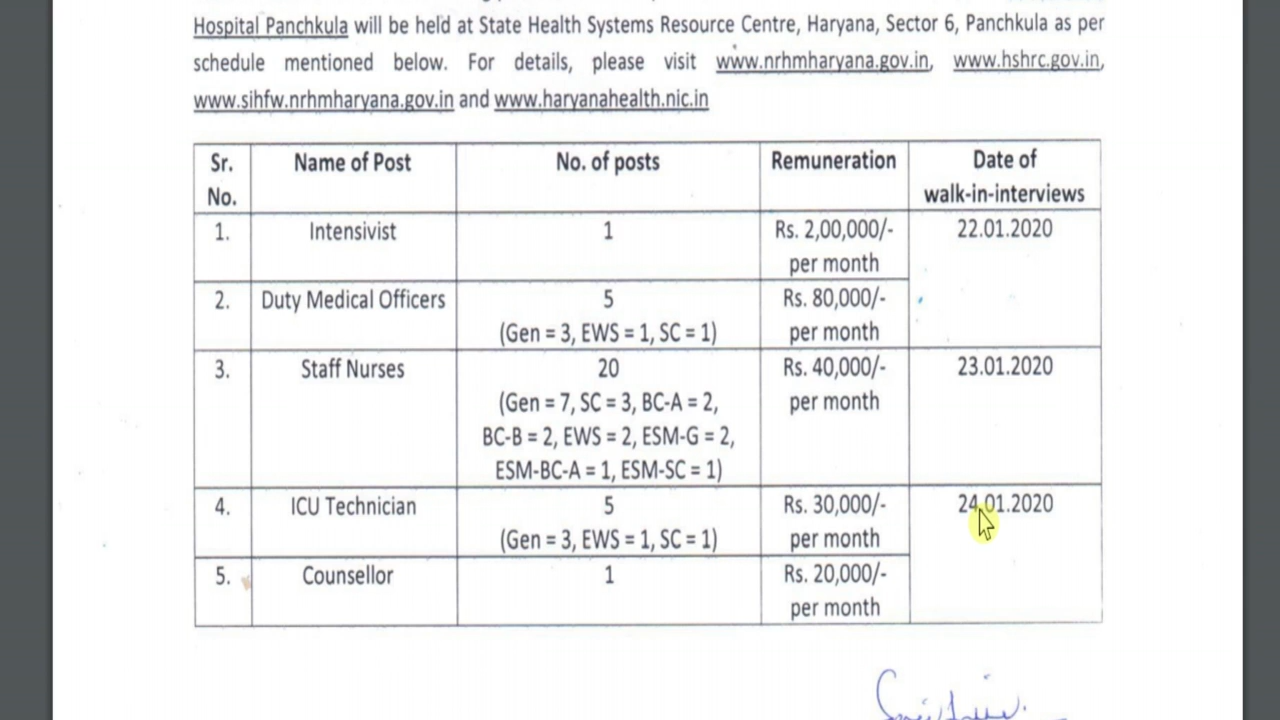 Hospital Panchkula will be held at State Health Systems Resource Centre, Haryana, Sector 6, Panchkula as per
schedule mentioned below. For details, please visit www.nrhmharyana.gov.in, www.hshrc.gov.in,
www.sihfw.nrhmharyana.gov.in and www.haryanahealth.nic.in
Sr. No. Name of Post No. of posts Remuneration Date of walk-in-interviews
1. Intensivist 1 Rs. 2,00,000/- per month 22.01.2020
2. Duty Medical Officers 5 (Gen = 3, EWS = 1, SC = 1) Rs. 80,000/- per month
3. Staff Nurses 20 (Gen = 7, SC = 3, BC-A = 2, BC-B = 2, EWS = 2, ESM-G = 2, ESM-BC-A = 1, ESM-SC = 1) Rs. 40,000/- per month 23.01.2020
4. ICU Technician 5 (Gen = 3, EWS = 1, SC = 1) Rs. 30,000/- per month 24.01.2020
5. Counsellor 1 Rs. 20,000/- per month